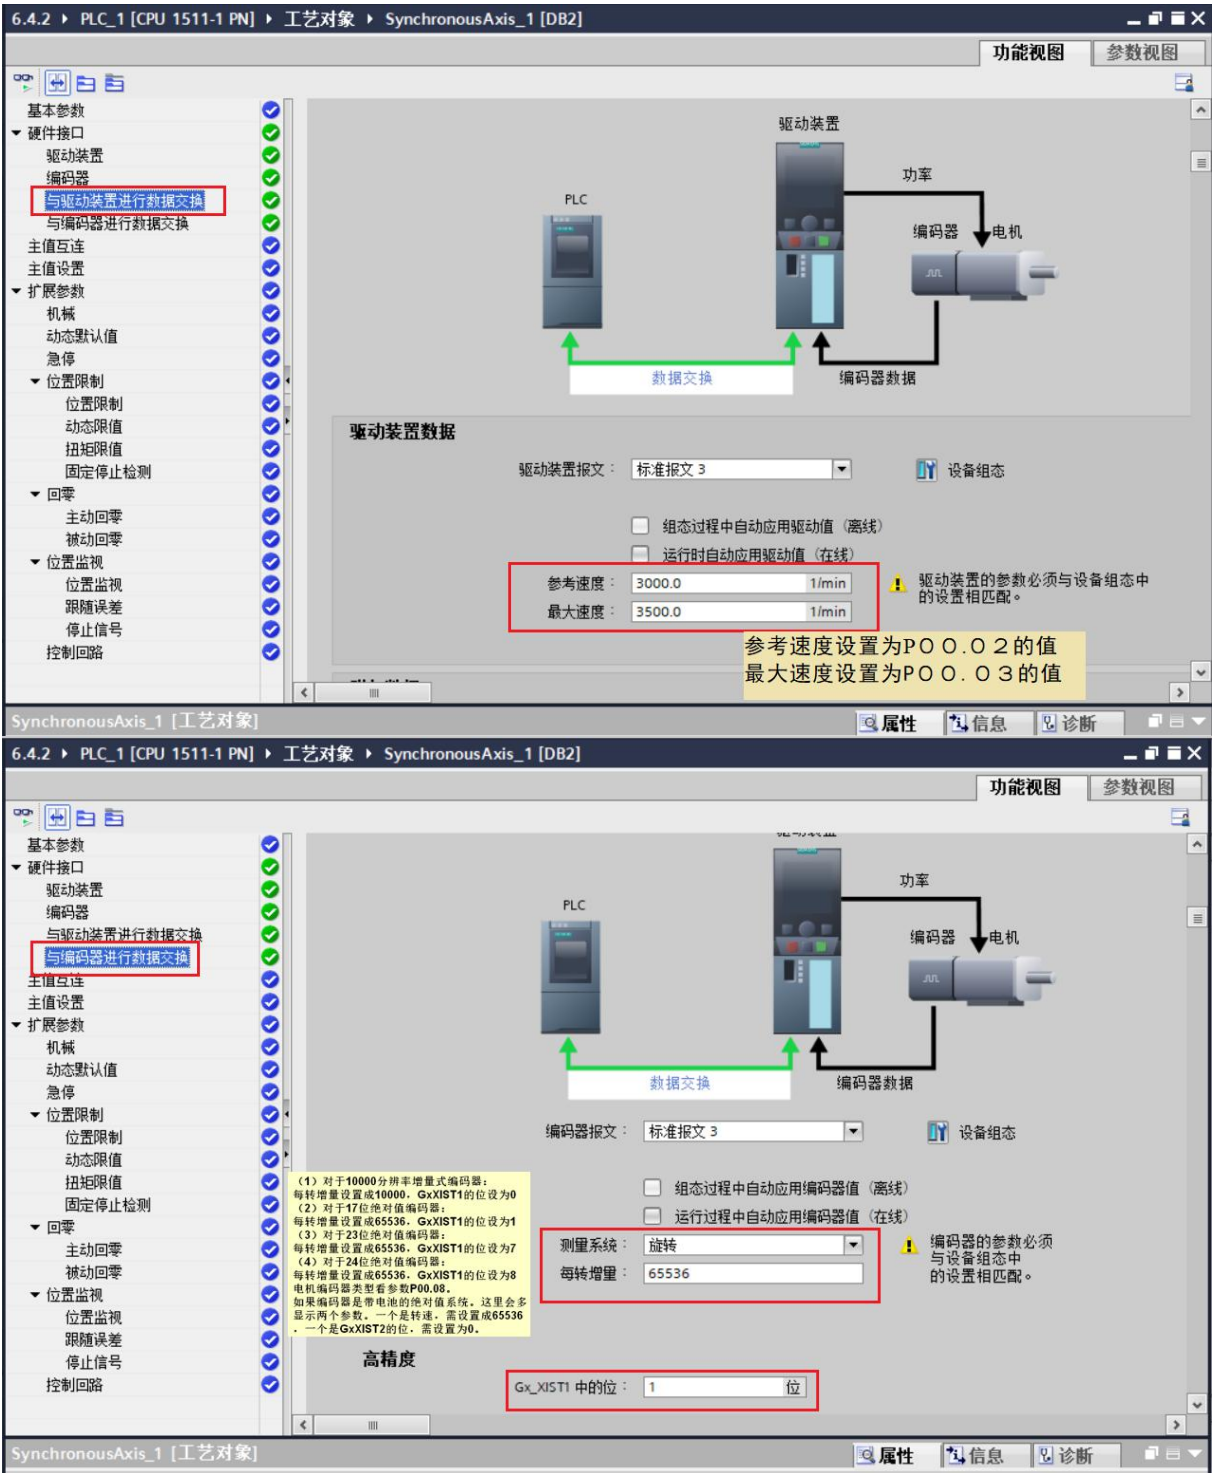 6.4.2 ▸ PLC_1 [CPU 1511-1 PN] ▸ 工艺对象 ▸ SynchronousAxis_1 [DB2]
功能视图 参数视图
基本参数
硬件接口
驱动装置
编码器
与驱动装置进行数据交换
与编码器进行数据交换
主值互连
主值设置
扩展参数
机械
动态默认值
急停
位置限制
位置限制
动态限值
扭矩限值
固定停止检测
回零
主动回零
被动回零
位置监视
位置监视
跟随误差
停止信号
控制回路
驱动装置
功率
PLC
编码器 电机
数据交换
编码器数据
驱动装置数据
驱动装置报文： 标准报文 3
设备组态
组态过程中自动应用驱动值（离线）
运行时自动应用驱动值（在线）
参考速度： 3000.0 1/min
最大速度： 3500.0 1/min
驱动装置的参数必须与设备组态中
的设置相匹配。
参考速度设置为P００.０２的值
最大速度设置为P００.０３的值
SynchronousAxis_1 [工艺对象]
属性 信息 诊断
6.4.2 ▸ PLC_1 [CPU 1511-1 PN] ▸ 工艺对象 ▸ SynchronousAxis_1 [DB2]
功能视图 参数视图
基本参数
硬件接口
驱动装置
编码器
与驱动装置进行数据交换
与编码器进行数据交换
主值互连
主值设置
扩展参数
机械
动态默认值
急停
位置限制
位置限制
动态限值
扭矩限值
固定停止检测
回零
主动回零
被动回零
位置监视
位置监视
跟随误差
停止信号
控制回路
驱动装置
功率
PLC
编码器 电机
数据交换
编码器数据
编码器报文： 标准报文 3
设备组态
组态过程中自动应用编码器值（离线）
运行过程中自动应用编码器值（在线）
测量系统： 旋转
每转增量： 65536
编码器的参数必须
与设备组态中
的设置相匹配。
（1）对于10000分辨率增量式编码器：
每转增量设置成10000，GxXIST1的位设为0
（2）对于17位绝对值编码器：
每转增量设置成65536，GxXIST1的位设为1
（3）对于23位绝对值编码器：
每转增量设置成65536，GxXIST1的位设为7
（4）对于24位绝对值编码器：
每转增量设置成65536，GxXIST1的位设为8
电机编码器类型看参数P00.08。
如果编码器是带电池的绝对值系统。这里会多
显示两个参数。一个是转速，需设置成65536
．一个是GxXIST2的位，需设置为0。
高精度
Gx_XIST1 中的位： 1 位
SynchronousAxis_1 [工艺对象]
属性 信息 诊断